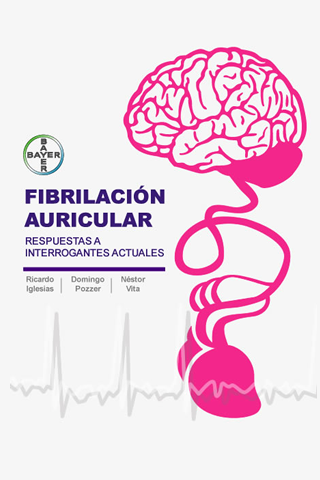 BAYER
BAYER
FIBRILACIÓN
AURICULAR
RESPUESTAS A
INTERROGANTES ACTUALES
Ricardo Iglesias
Domingo Pozzer
Néstor Vita